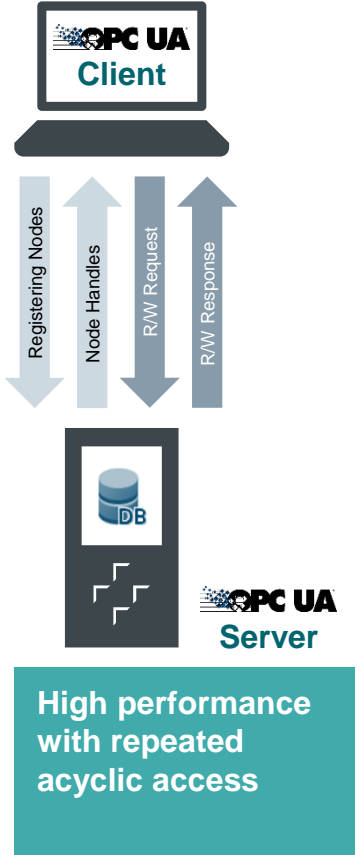 OPC UA
Client
Registering Nodes
Node Handles
R/W Request
R/W Response
DB
OPC UA
Server
High performance
with repeated
acyclic access